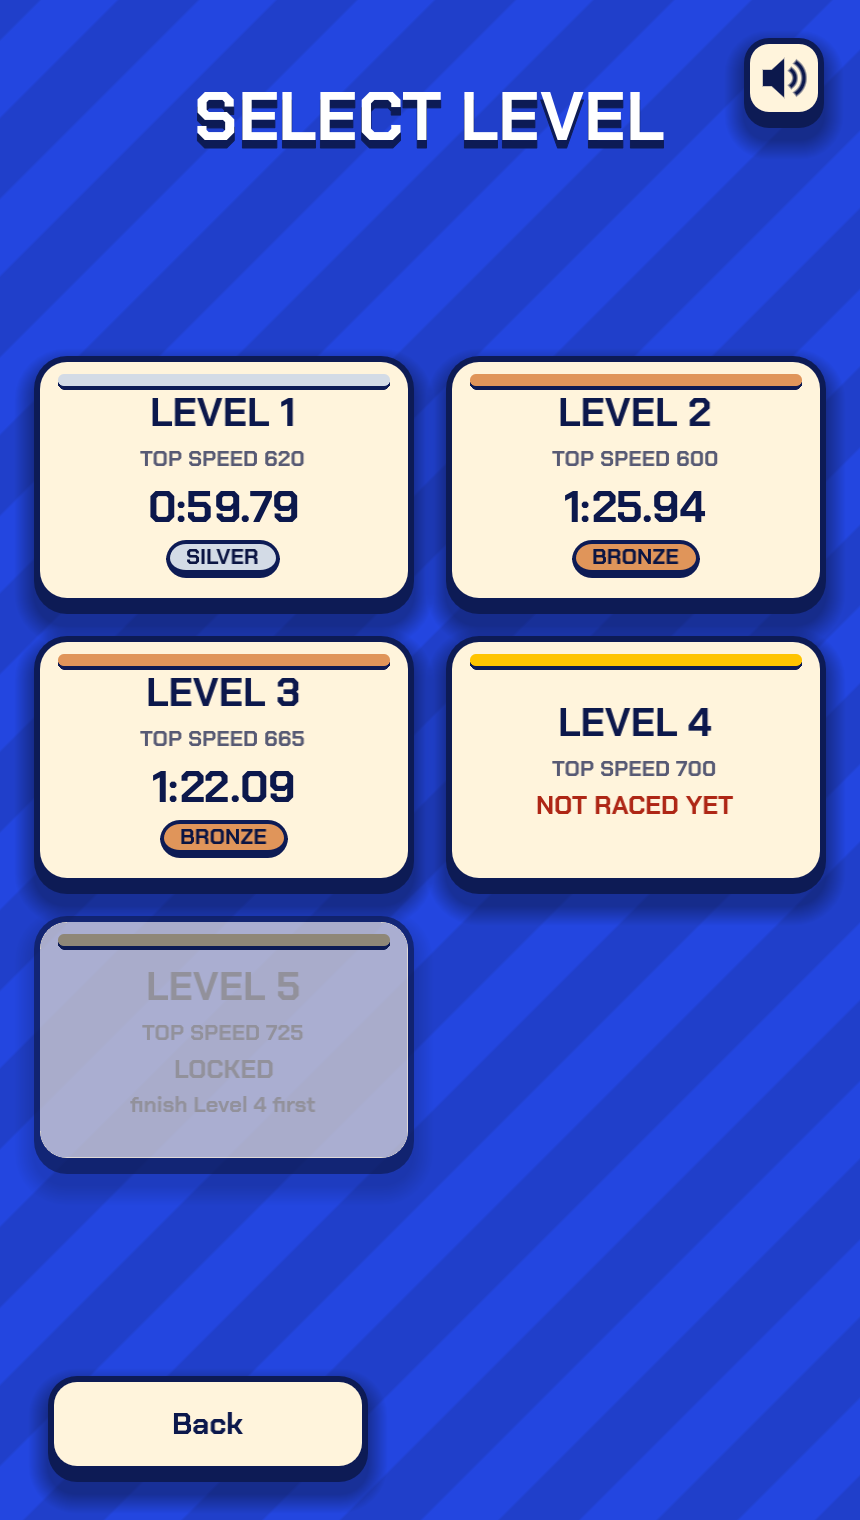 SELECT LEVEL
LEVEL 1
TOP SPEED 620
0:59.79
SILVER
LEVEL 2
TOP SPEED 600
1:25.94
BRONZE
LEVEL 3
TOP SPEED 665
1:22.09
BRONZE
LEVEL 4
TOP SPEED 700
NOT RACED YET
LEVEL 5
TOP SPEED 725
LOCKED
finish Level 4 first
Back